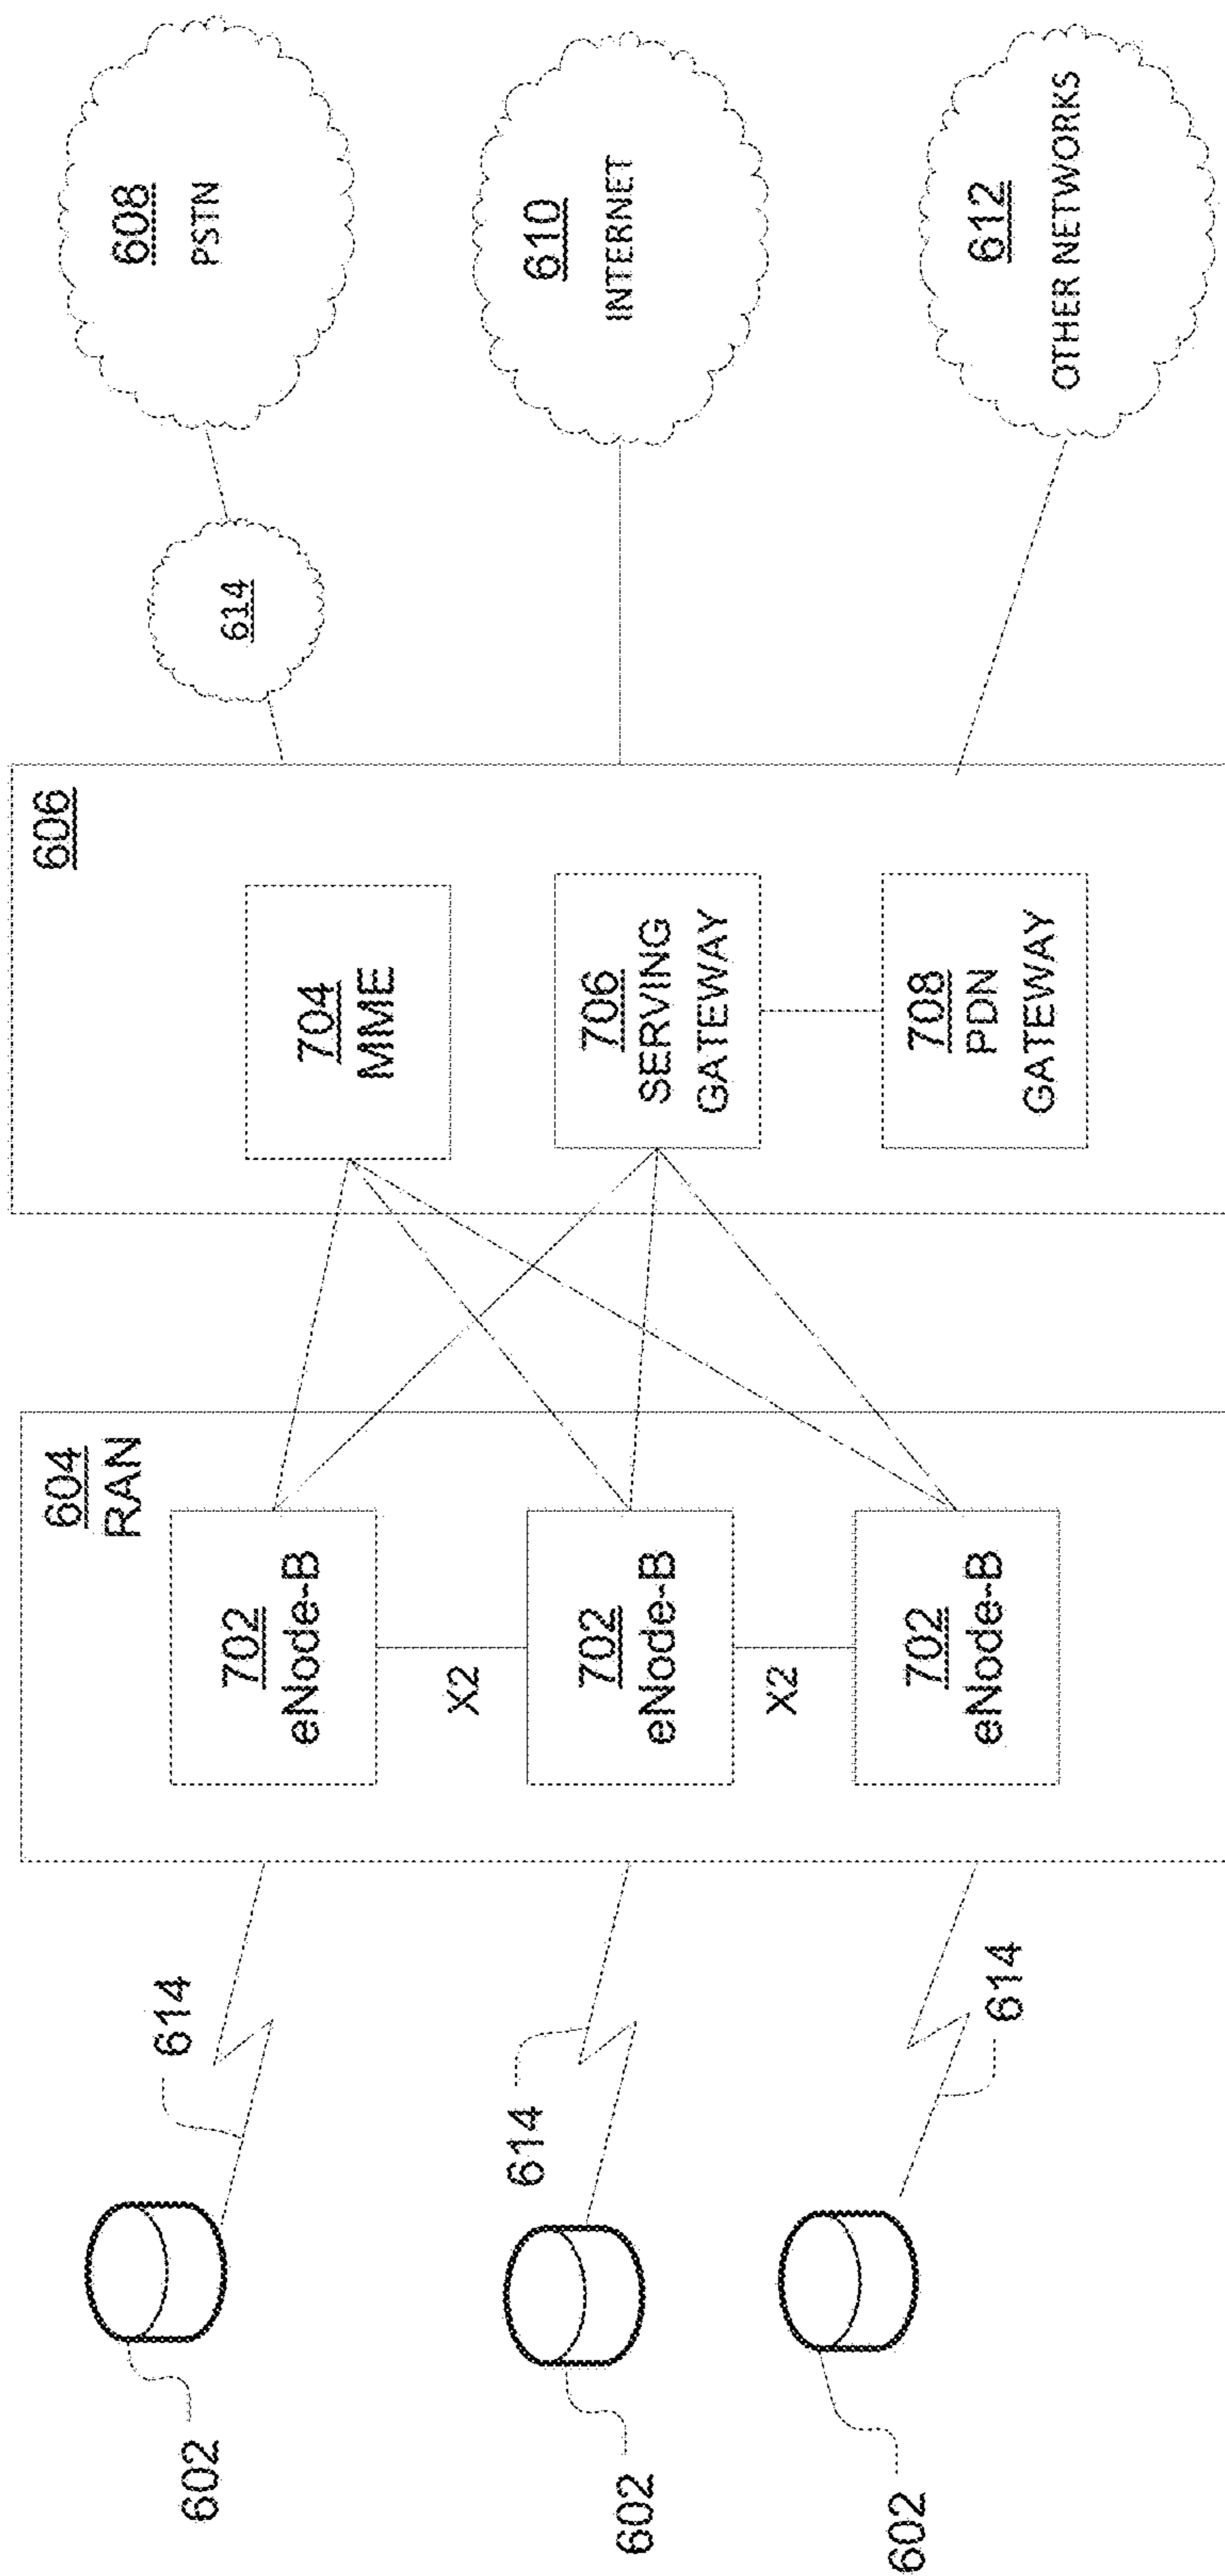 602
614
602
614
602
614
604
RAN
702
eNode-B
X2
702
eNode-B
X2
702
eNode-B
606
704
MME
706
SERVING
GATEWAY
708
PDN
GATEWAY
614
608
PSTN
610
INTERNET
612
OTHER NETWORKS